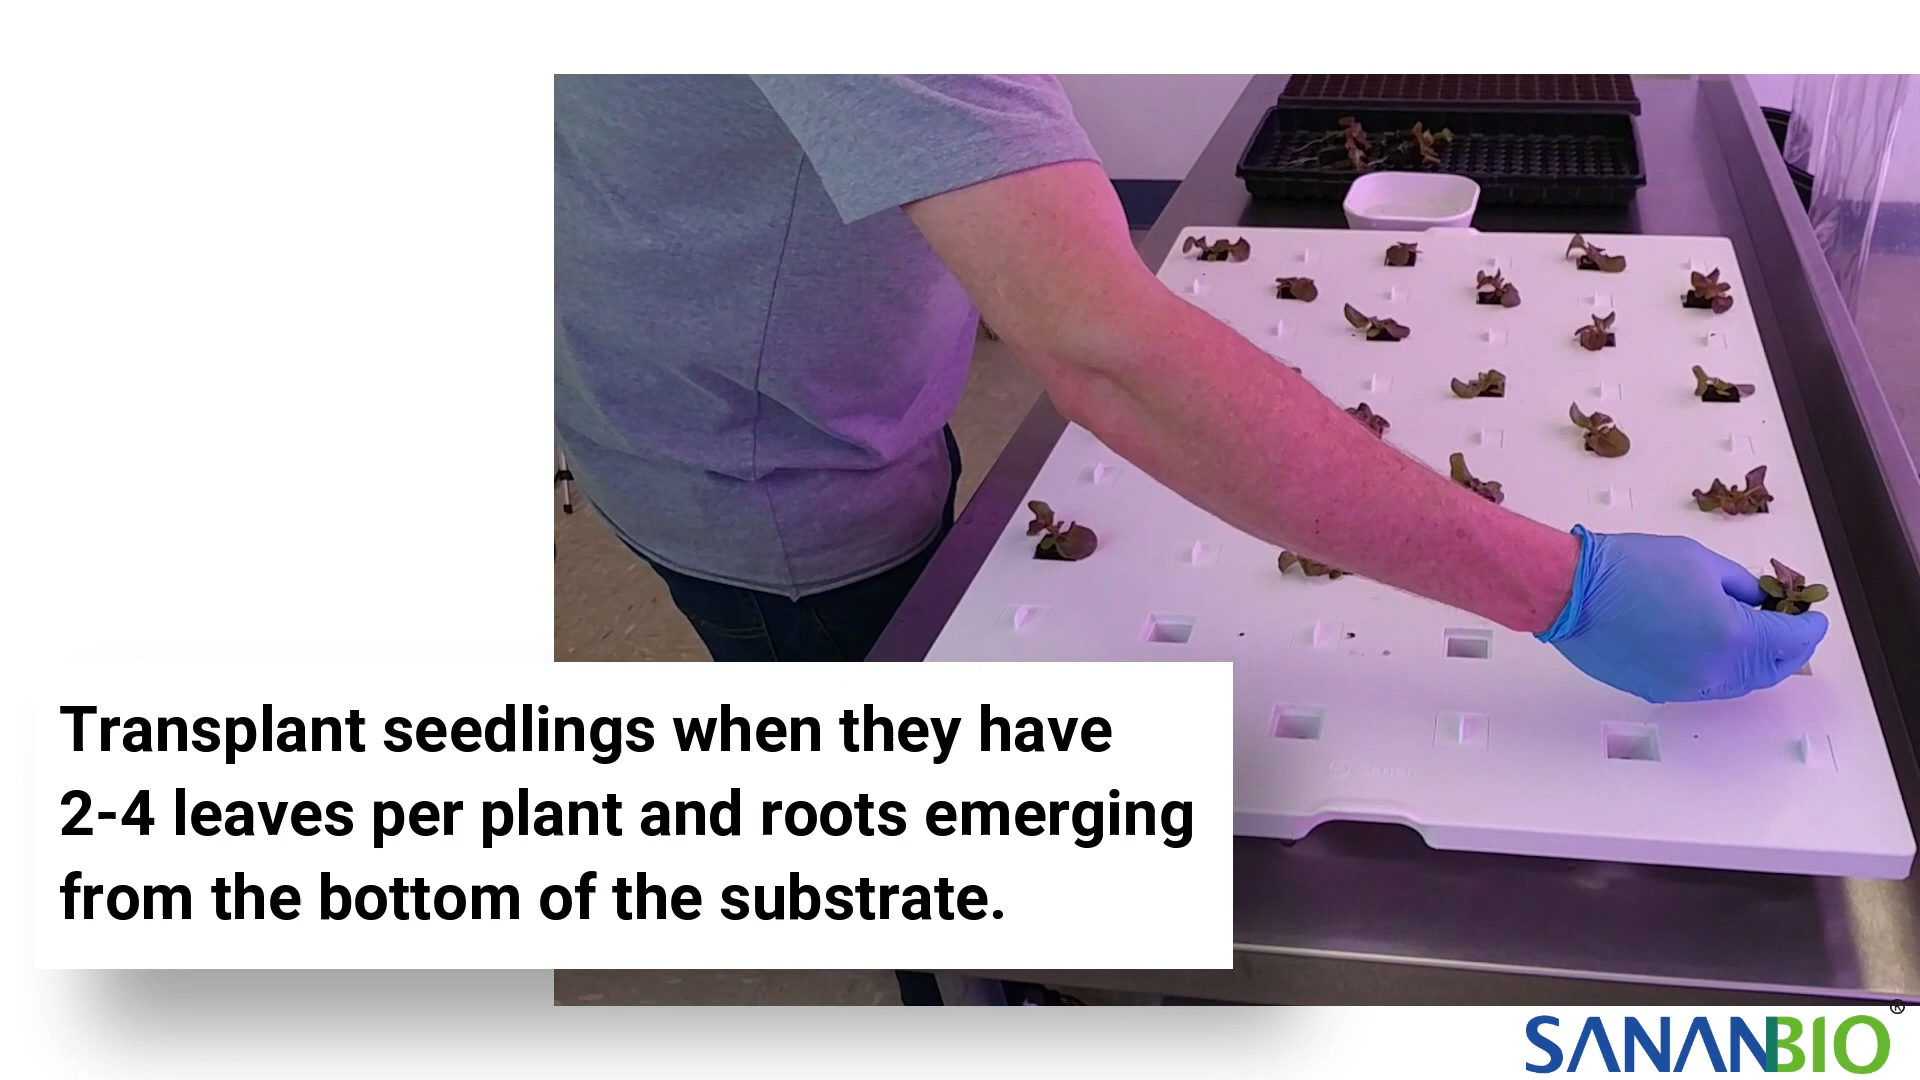 Transplant seedlings when they have
2-4 leaves per plant and roots emerging
from the bottom of the substrate.
SANANBIO®